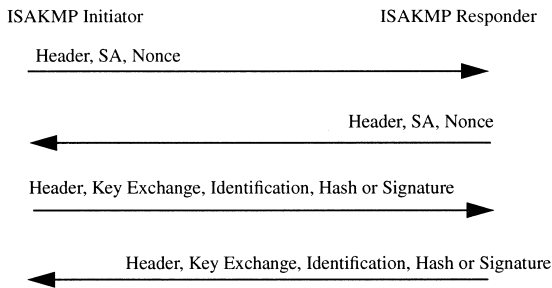 ISAKMP Initiator
ISAKMP Responder
Header, SA, Nonce
Header, SA, Nonce
Header, Key Exchange, Identification, Hash or Signature
Header, Key Exchange, Identification, Hash or Signature